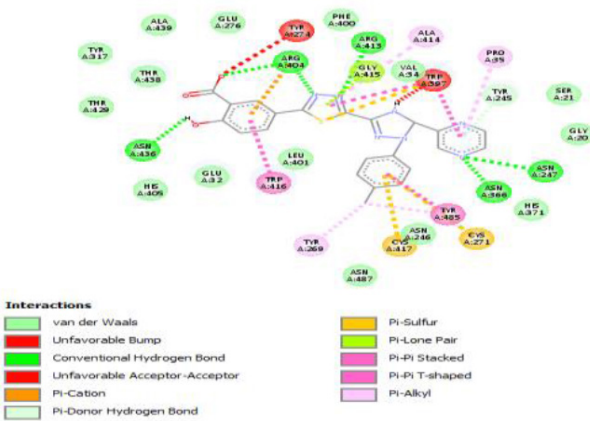 ALA
A:439
GLU
A:276
TYR
A:274
PHE
A:400
ARG
A:413
ALA
A:414
TYR
A:317
ARG
A:404
GLY
A:415
VAL
A:34
PRO
A:35
THR
A:438
TRP
A:397
TYR
A:245
SER
A:21
THR
A:429
H
GLY
A:20
ASN
A:436
LEU
A:401
ASN
A:247
HIS
A:405
GLU
A:32
TRP
A:416
ASN
A:366
HIS
A:371
TYR
A:485
ASN
A:246
CYS
A:271
TYR
A:269
CYS
A:417
ASN
A:487
Interactions
van der Waals
Unfavorable Bump
Conventional Hydrogen Bond
Unfavorable Acceptor-Acceptor
Pi-Cation
Pi-Donor Hydrogen Bond
Pi-Sulfur
Pi-Lone Pair
Pi-Pi Stacked
Pi-Pi T-shaped
Pi-Alkyl